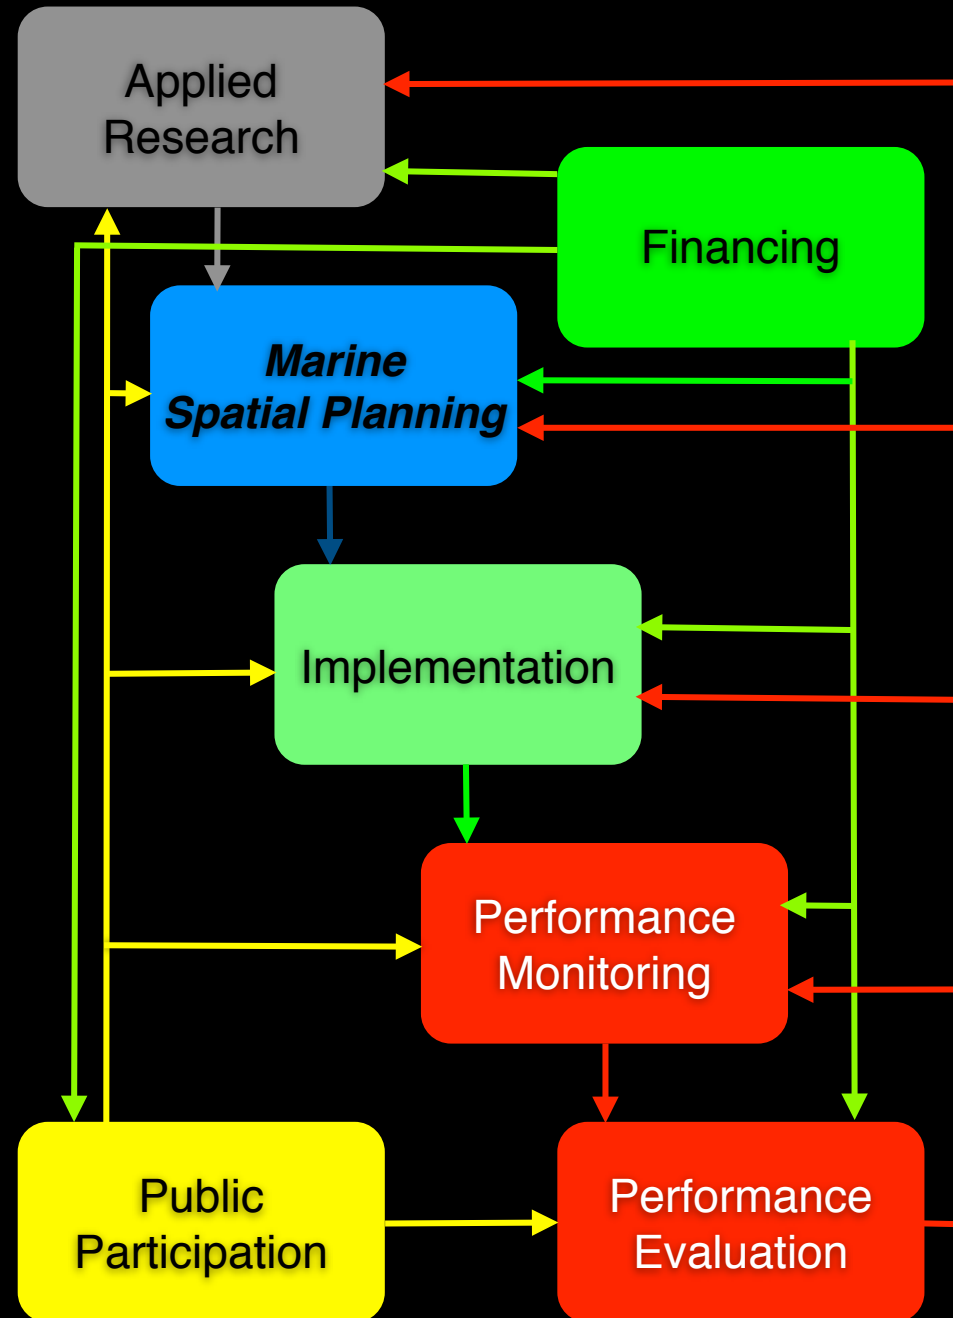 Applied
Research
Financing
Marine
Spatial Planning
Implementation
Performance
Monitoring
Public
Participation
Performance
Evaluation